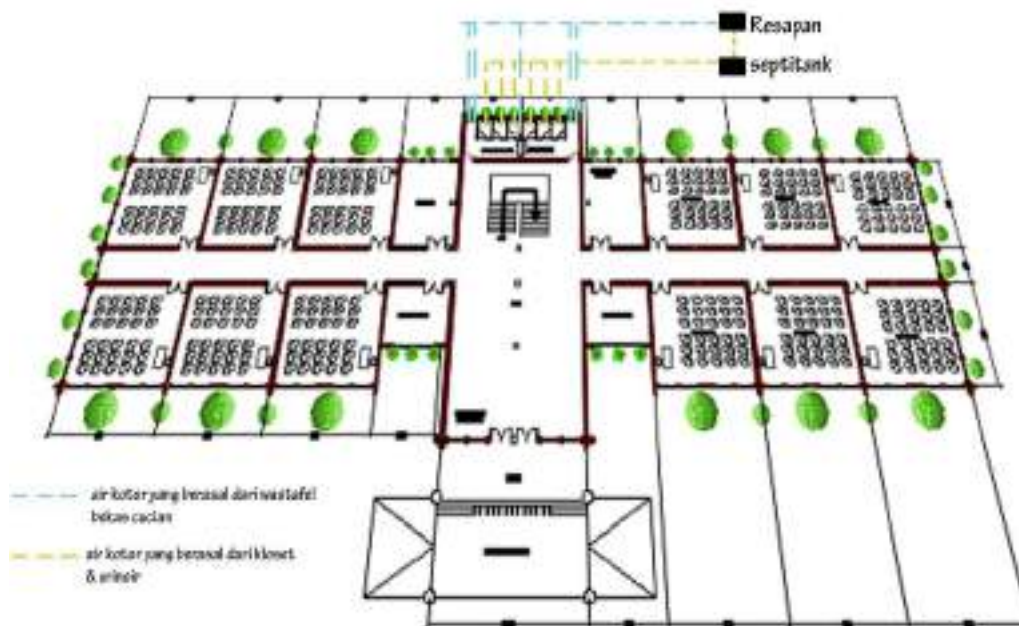 Resapan
septitank
air kotor yang berasal dari wastafel
bekas cucian
air kotor yang berasal dari kloset
& urinoir